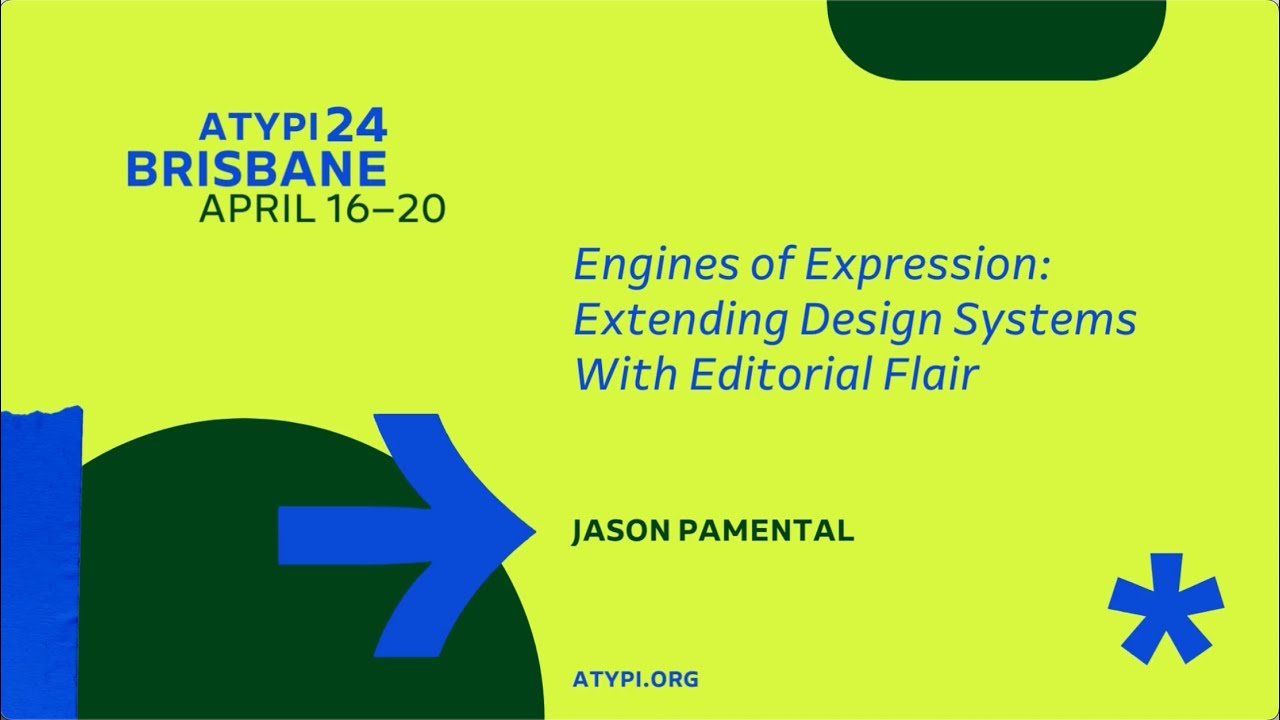 ATYPI 24
BRISBANE
APRIL 16–20
Engines of Expression:
Extending Design Systems
With Editorial Flair
JASON PAMENTAL
ATYPI.ORG